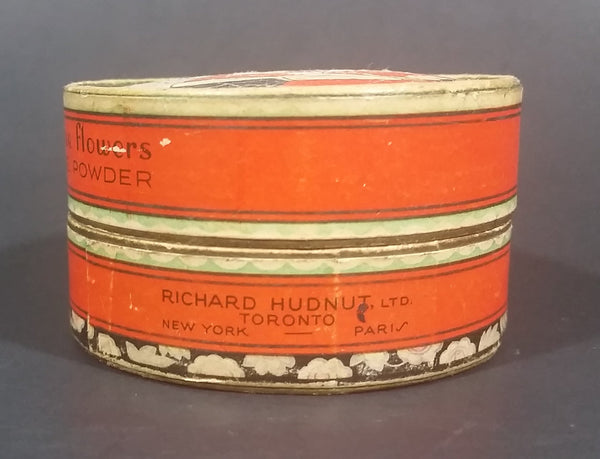 flowers
POWDER
RICHARD HUDNUT, LTD.
TORONTO
NEW YORK — PARIS